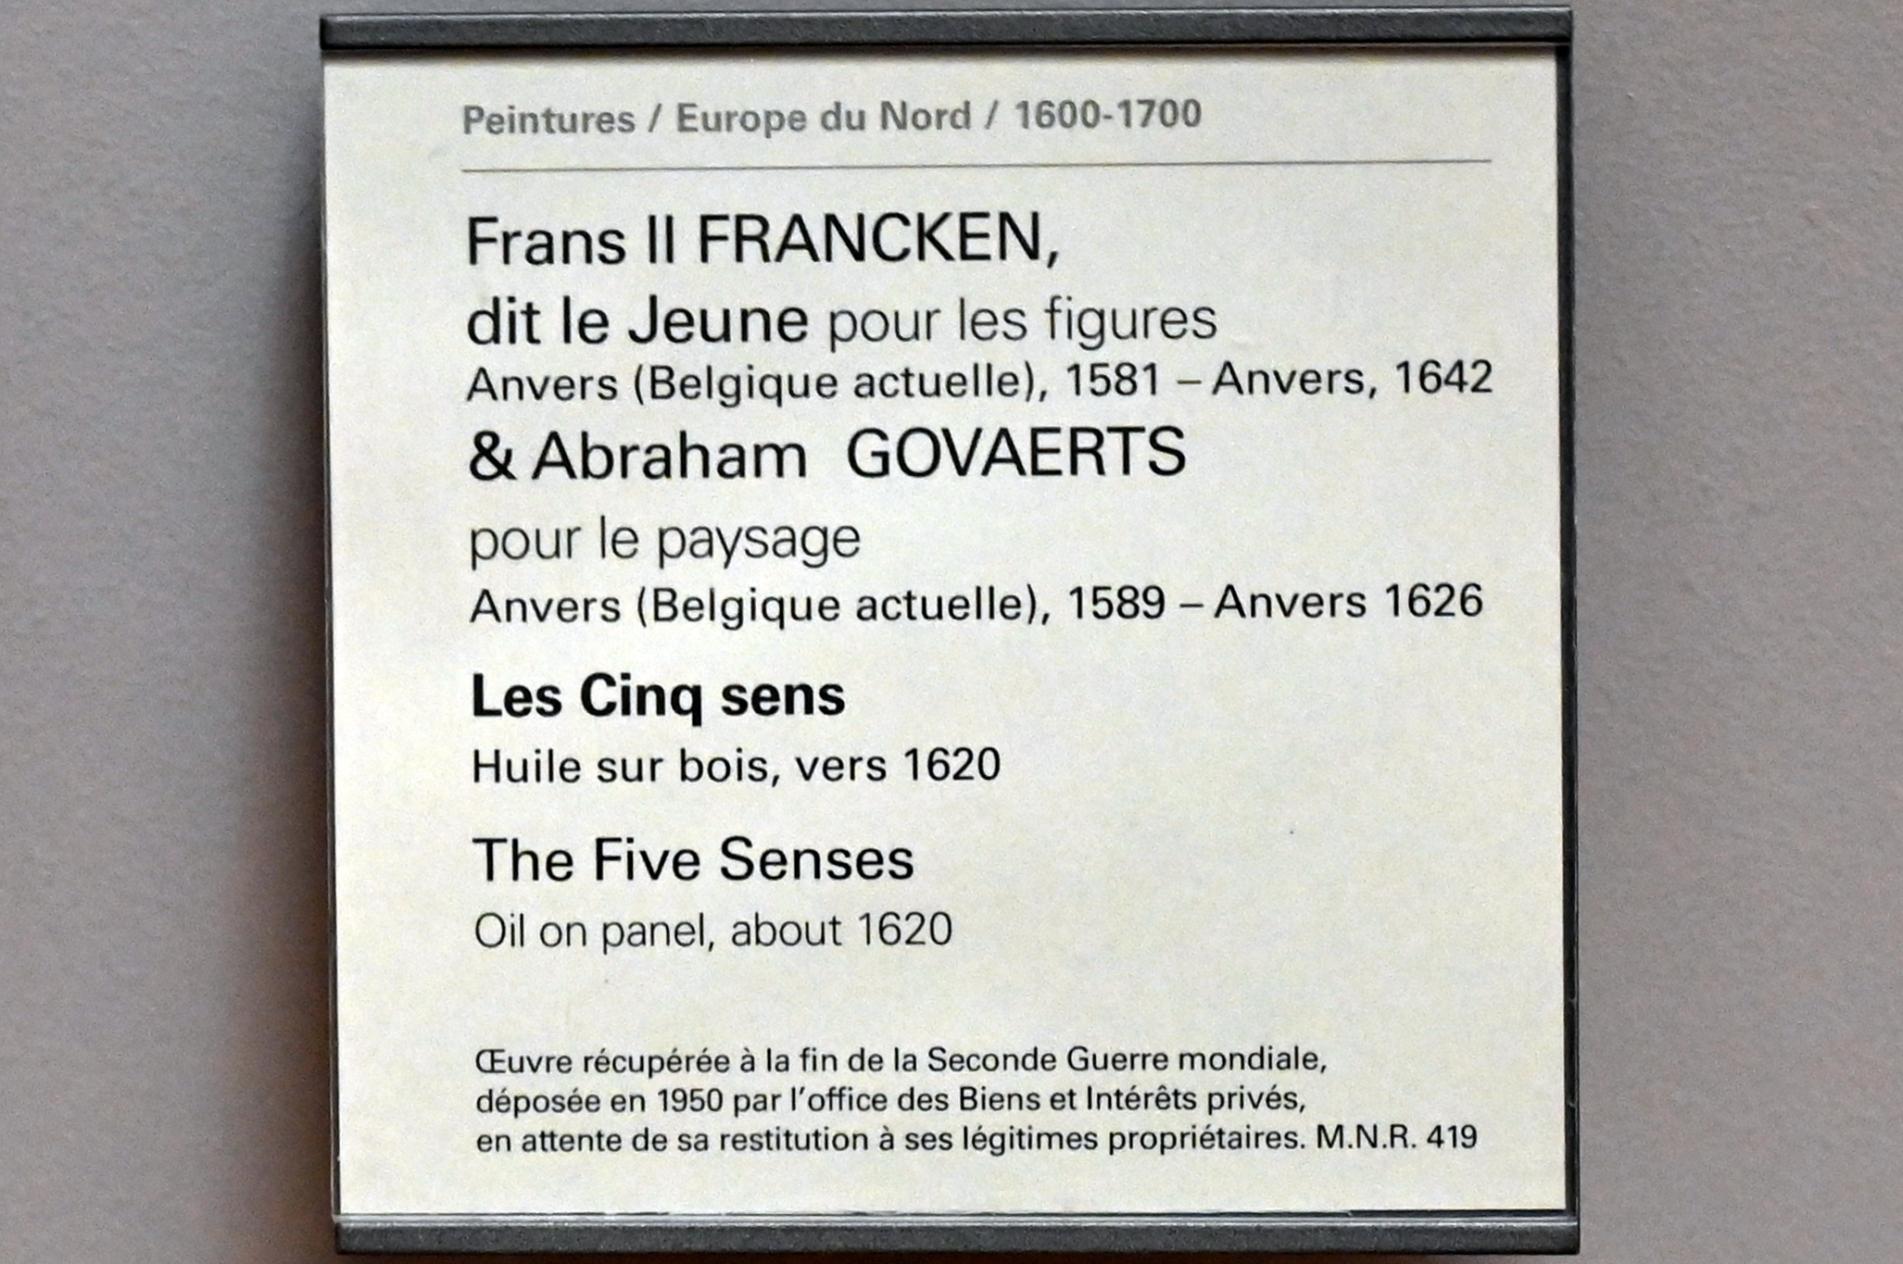 Peintures / Europe du Nord / 1600-1700
Frans II FRANCKEN,
dit le Jeune pour les figures
Anvers (Belgique actuelle), 1581 – Anvers, 1642
& Abraham GOVAERTS
pour le paysage
Anvers (Belgique actuelle), 1589 – Anvers 1626
Les Cinq sens
Huile sur bois, vers 1620
The Five Senses
Oil on panel, about 1620
Œuvre récupérée à la fin de la Seconde Guerre mondiale,
déposée en 1950 par l'office des Biens et Intérêts privés,
en attente de sa restitution à ses légitimes propriétaires. M.N.R. 419